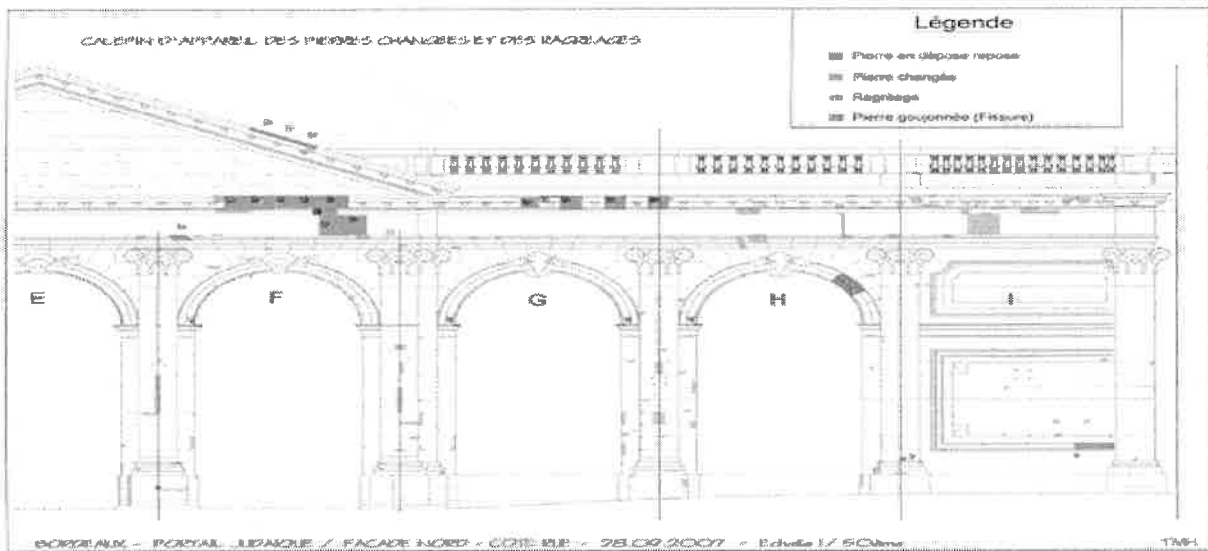 CALEPIN D'APPAREIL DES PIERRES CHANGEES ET DES RAGREAGES
Légende
Pierre en dépose repose
Pierre changée
Ragréage
Pierre goujonnée (Fissure)
E
F
G
H
I
BORDEAUX - PORTAIL JUDAIQUE / FACADE NORD - COTE RUE - 28.09.2007 - Echelle 1/ 50ème
TMH